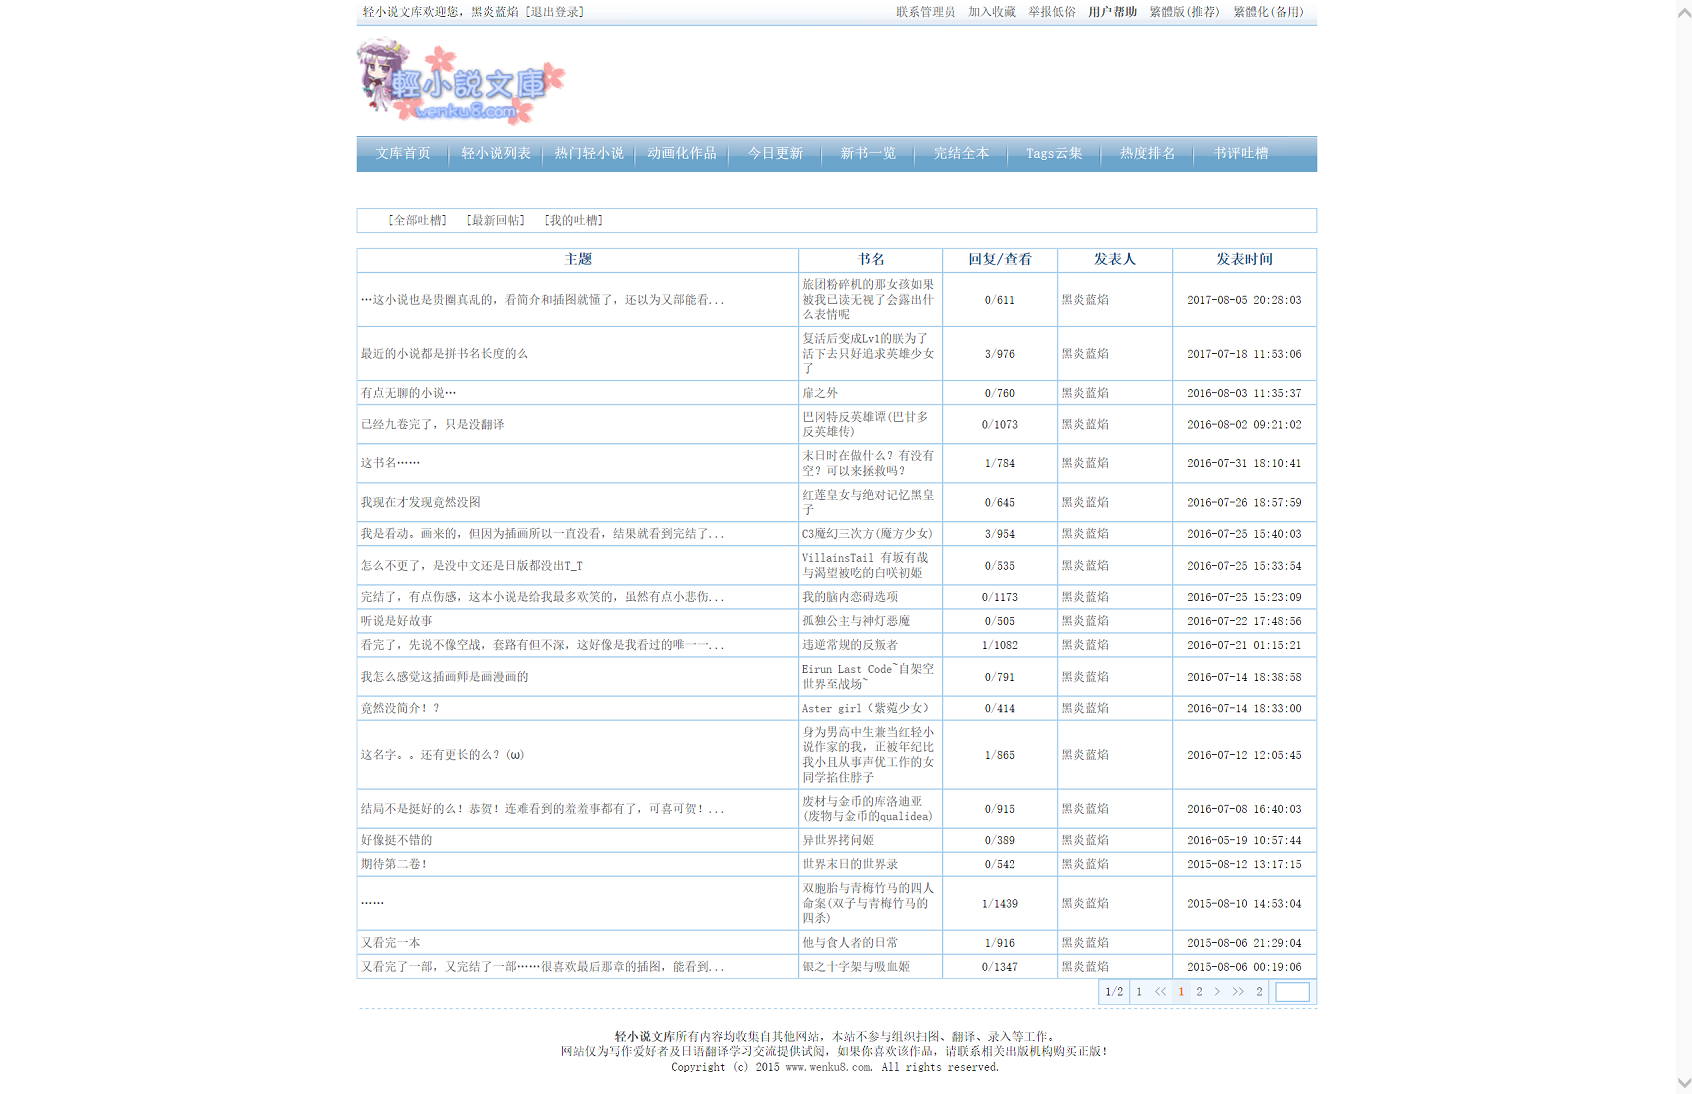 轻小说文库欢迎您，黑炎蓝焰 [退出登录] 联系管理员 加入收藏 举报低俗 用户帮助 繁體版(推荐) 繁體化(备用)
輕小説文庫
wenku8.com
文库首页 轻小说列表 热门轻小说 动画化作品 今日更新 新书一览 完结全本 Tags云集 热度排名 书评吐槽
[全部吐槽] [最新回帖] [我的吐槽]
主题 书名 回复/查看 发表人 发表时间
…这小说也是贵圈真乱的，看简介和插图就懂了，还以为又部能看... 旅团粉碎机的那女孩如果 0/611 黑炎蓝焰 2017-08-05 20:28:03
被我已读无视了会露出什
么表情呢
最近的小说都是拼书名长度的么 复活后变成Lv1的朕为了 3/976 黑炎蓝焰 2017-07-18 11:53:06
活下去只好追求英雄少女
了
有点无聊的小说… 扉之外 0/760 黑炎蓝焰 2016-08-03 11:35:37
已经九卷完了，只是没翻译 巴冈特反英雄谭(巴甘多 0/1073 黑炎蓝焰 2016-08-02 09:21:02
反英雄传)
这书名…… 末日时在做什么？有没有 1/784 黑炎蓝焰 2016-07-31 18:10:41
空？可以来拯救吗？
我现在才发现竟然没图 红莲皇女与绝对记忆黑皇 0/645 黑炎蓝焰 2016-07-26 18:57:59
子
我是看动。画来的，但因为插画所以一直没看，结果就看到完结了... C3魔幻三次方(魔方少女) 3/954 黑炎蓝焰 2016-07-25 15:40:03
怎么不更了，是没中文还是日版都没出T_T VillainsTail 有坂有哉 0/535 黑炎蓝焰 2016-07-25 15:33:54
与渴望被吃的白咲初姬
完结了，有点伤感，这本小说是给我最多欢笑的，虽然有点小悲伤... 我的脑内恋碍选项 0/1173 黑炎蓝焰 2016-07-25 15:23:09
听说是好故事 孤独公主与神灯恶魔 0/505 黑炎蓝焰 2016-07-22 17:48:56
看完了，先说不像空战，套路有但不深，这好像是我看过的唯一一... 违逆常规的反叛者 1/1082 黑炎蓝焰 2016-07-21 01:15:21
我怎么感觉这插画师是画漫画的 Eirun Last Code~自架空 0/791 黑炎蓝焰 2016-07-14 18:38:58
世界至战场~
竟然没简介！？ Aster girl（紫菀少女） 0/414 黑炎蓝焰 2016-07-14 18:33:00
这名字。。还有更长的么？(ω) 身为男高中生兼当红轻小 1/865 黑炎蓝焰 2016-07-12 12:05:45
说作家的我，正被年纪比
我小且从事声优工作的女
同学掐住脖子
结局不是挺好的么！恭贺！连难看到的羞羞事都有了，可喜可贺！... 废材与金币的库洛迪亚 0/915 黑炎蓝焰 2016-07-08 16:40:03
(废物与金币的qualidea)
好像挺不错的 异世界拷问姬 0/389 黑炎蓝焰 2016-05-19 10:57:44
期待第二卷！ 世界末日的世界录 0/542 黑炎蓝焰 2015-08-12 13:17:15
…… 双胞胎与青梅竹马的四人 1/1439 黑炎蓝焰 2015-08-10 14:53:04
命案(双子与青梅竹马的
四杀)
又看完一本 他与食人者的日常 1/916 黑炎蓝焰 2015-08-06 21:29:04
又看完了一部，又完结了一部……很喜欢最后那章的插图，能看到... 银之十字架与吸血姬 0/1347 黑炎蓝焰 2015-08-06 00:19:06
1/2 1 << 1 2 > >> 2
轻小说文库所有内容均收集自其他网站，本站不参与组织扫图、翻译、录入等工作。
网站仅为写作爱好者及日语翻译学习交流提供试阅，如果你喜欢该作品，请联系相关出版机构购买正版！
Copyright (c) 2015 www.wenku8.com. All rights reserved.